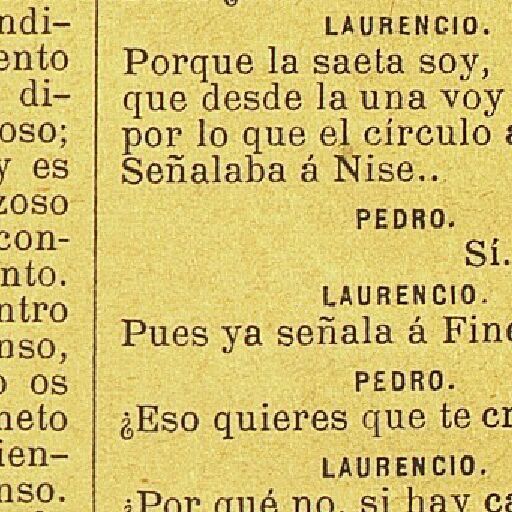 ndi-
ento
di-
oso;
y es
zoso
con-
nto.
ntro
nso,
o os
neto
ien-
nso.
LAURENCIO.
Porque la saeta soy,
que desde la una voy
por lo que el círculo
Señalaba á Nise..
PEDRO.
Sí.
LAURENCIO.
Pues ya señala á Fine
PEDRO.
¿Eso quieres que te cr
LAURENCIO.
¿Por qué no, si hay ca